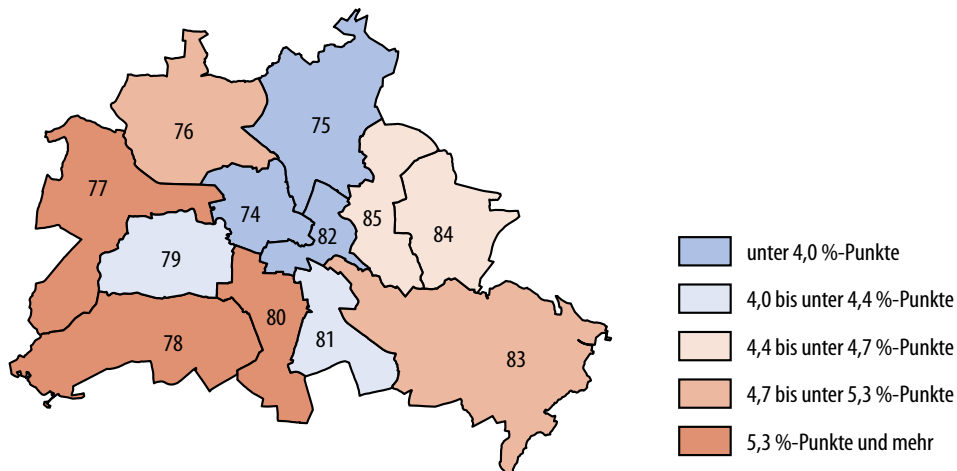 75
76
77
74
85
82
84
79
80
81
78
83
unter 4,0 %-Punkte
4,0 bis unter 4,4 %-Punkte
4,4 bis unter 4,7 %-Punkte
4,7 bis unter 5,3 %-Punkte
5,3 %-Punkte und mehr